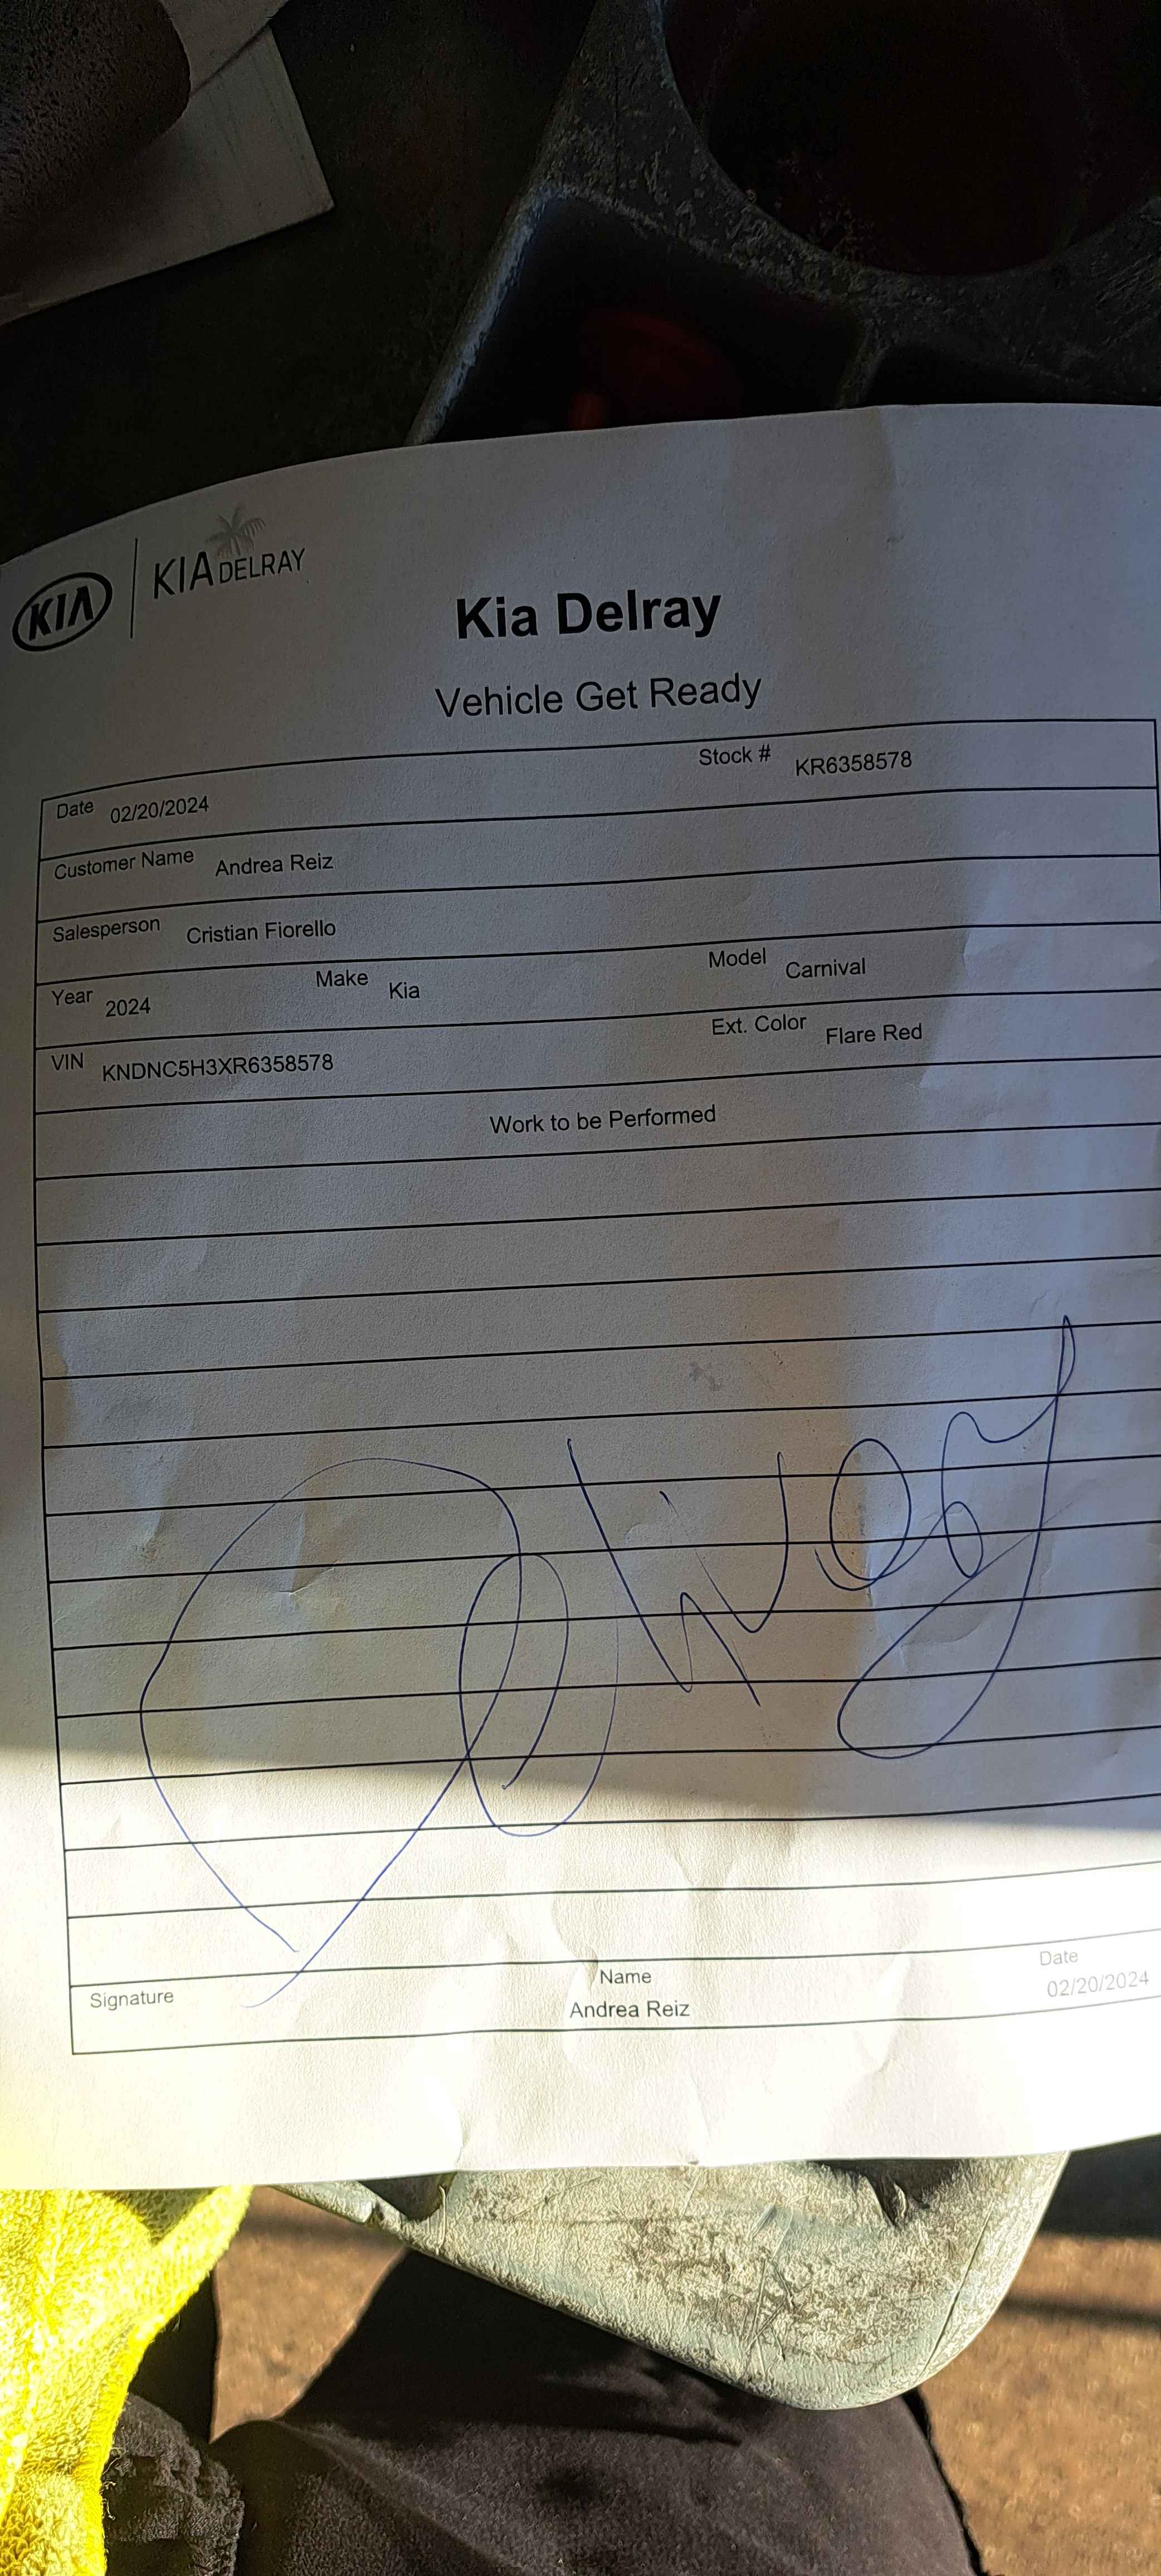 KIA KIA DELRAY
Kia Delray
Vehicle Get Ready
Date 02/20/2024 Stock # KR6358578
Customer Name Andrea Reiz
Salesperson Cristian Fiorello
Year 2024 Make Kia Model Carnival
VIN KNDNC5H3XR6358578 Ext. Color Flare Red
Work to be Performed
Signature Name Date
Andrea Reiz 02/20/2024